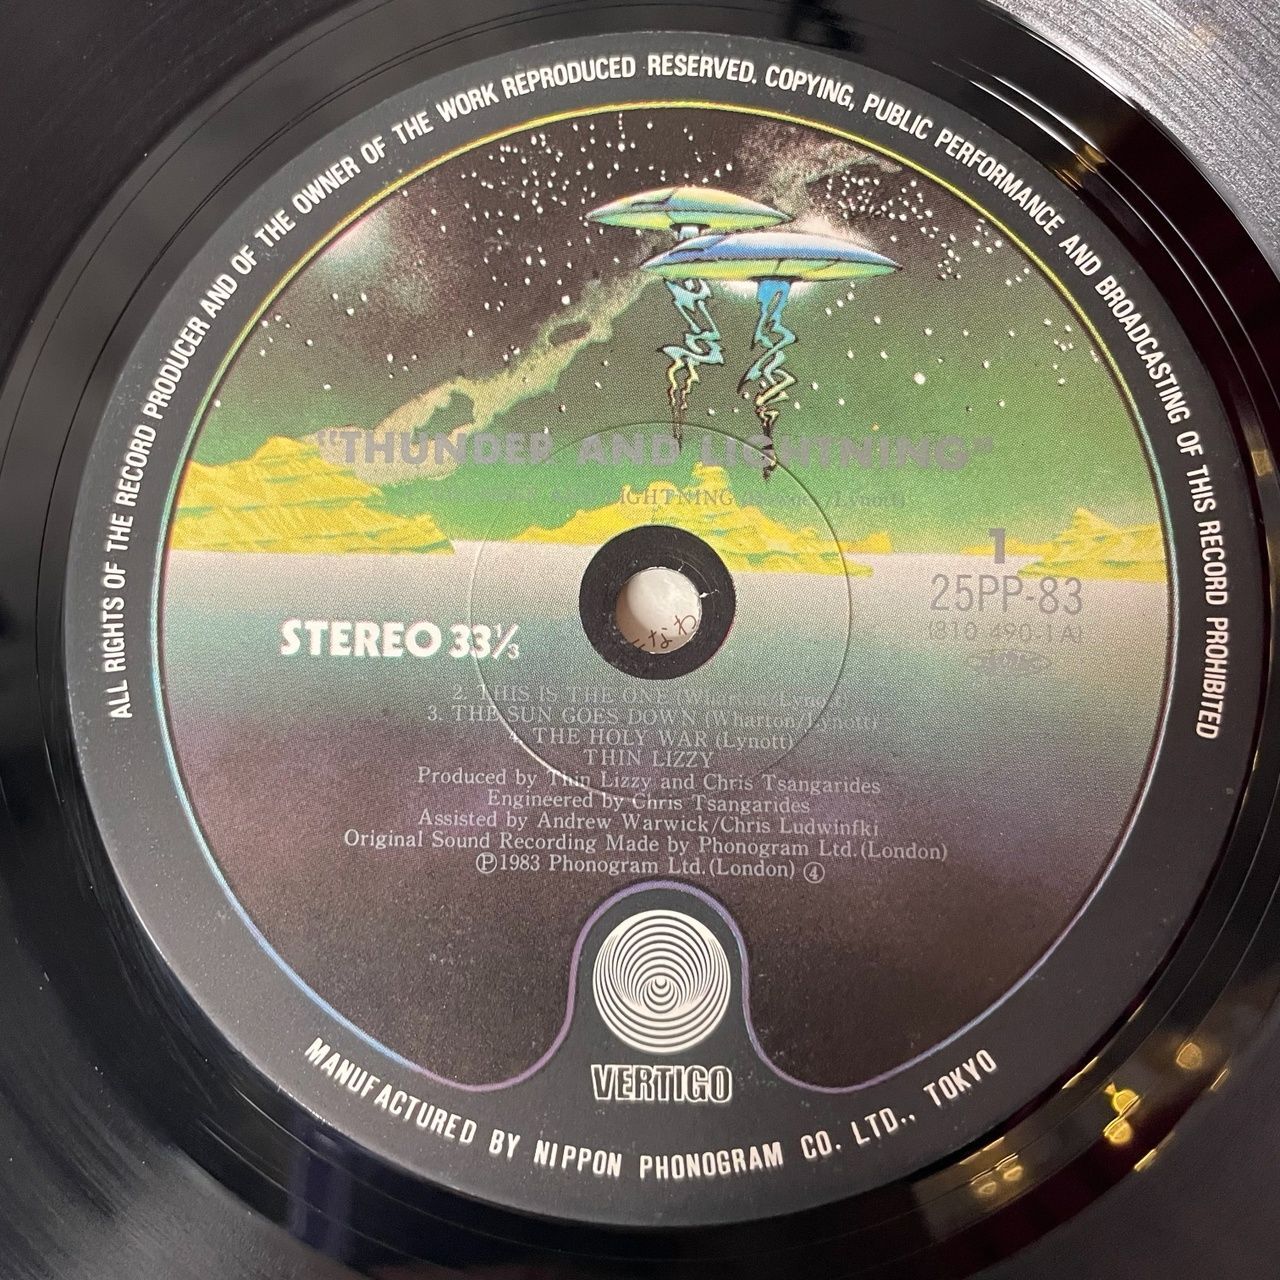 ALL RIGHTS OF THE RECORD PRODUCER AND OF THE OWNER OF THE WORK REPRODUCED RESERVED. COPYING, PUBLIC PERFORMANCE AND BROADCASTING OF THIS RECORD PROHIBITED
"THUNDER AND LIGHTNING"
LIGHTNING
1
25PP-83
(810 490-1 A)
STEREO 33⅓
2. THIS IS THE ONE
3. THE SUN GOES DOWN (Wharton/Lynott)
4. THE HOLY WAR (Lynott)
THIN LIZZY
Produced by Thin Lizzy and Chris Tsangarides
Engineered by Chris Tsangarides
Assisted by Andrew Warwick/Chris Ludwinfki
Original Sound Recording Made by Phonogram Ltd.(London)
℗1983 Phonogram Ltd.(London) ④
VERTIGO
MANUFACTURED BY NIPPON PHONOGRAM CO. LTD., TOKYO